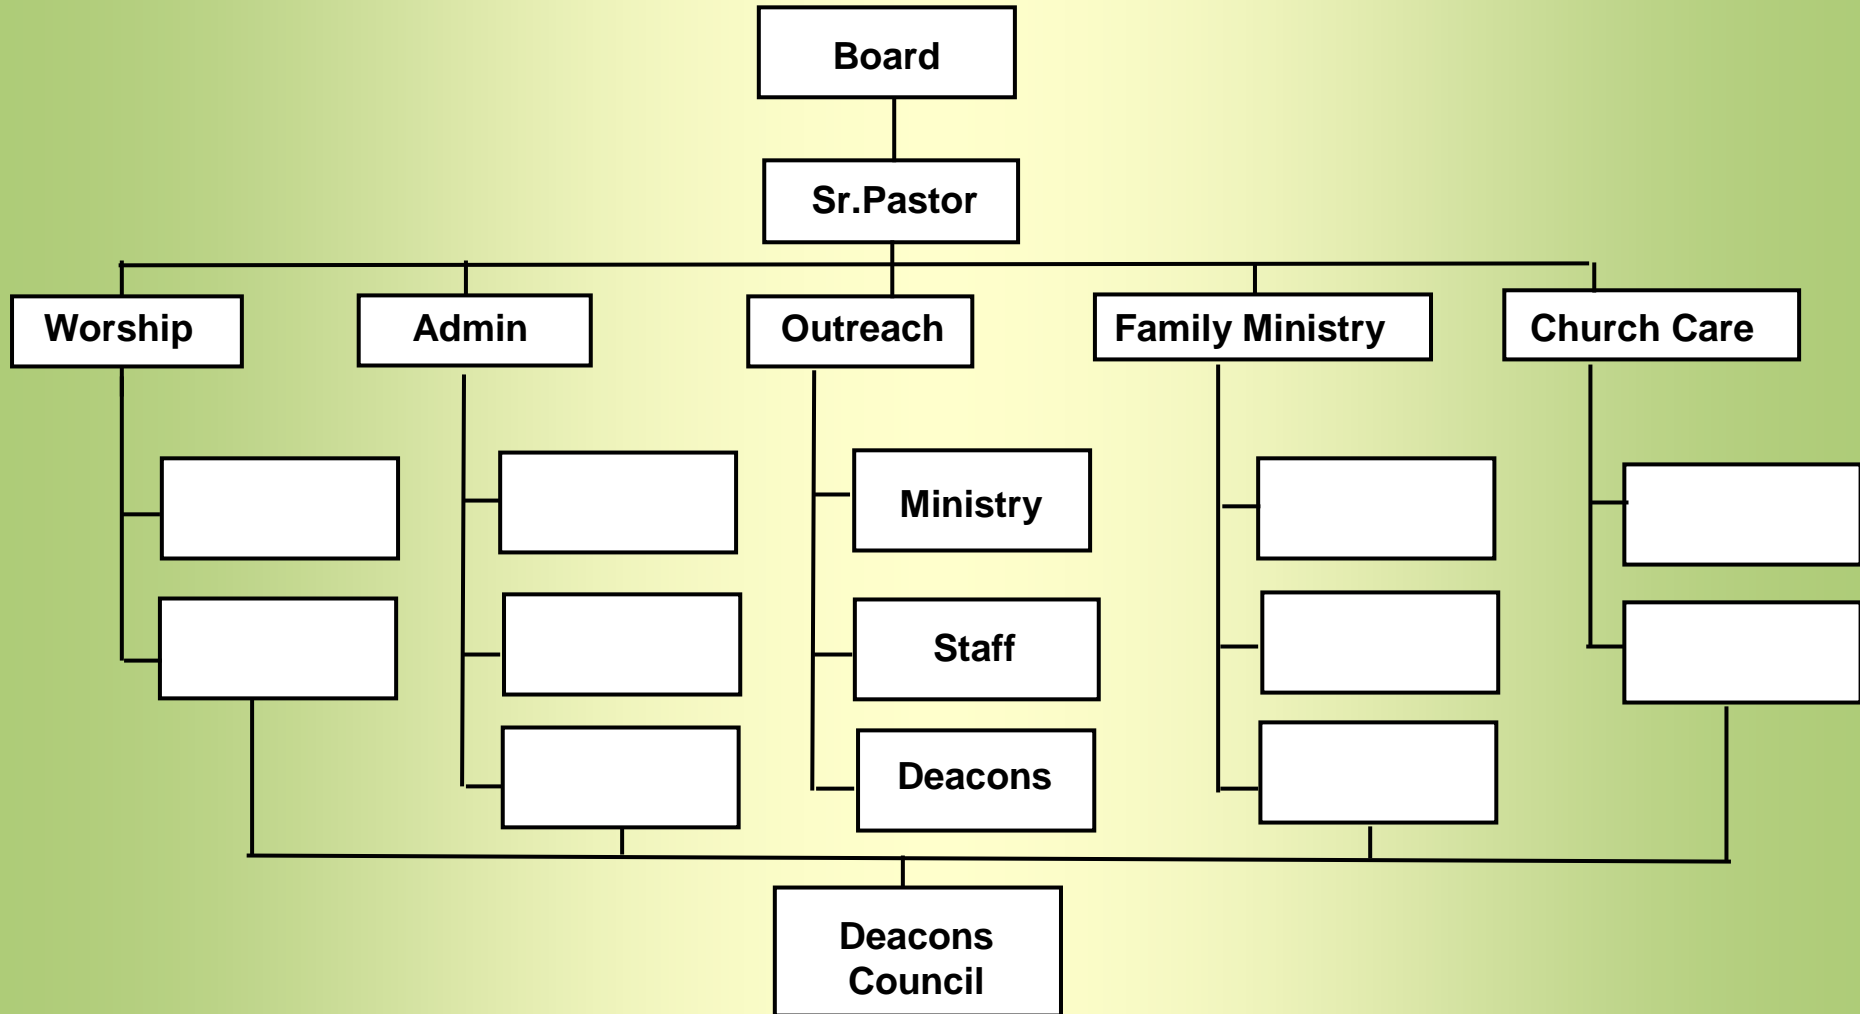 Board
Sr.Pastor
Worship
Admin
Outreach
Family Ministry
Church Care
Ministry
Staff
Deacons
Deacons
Council